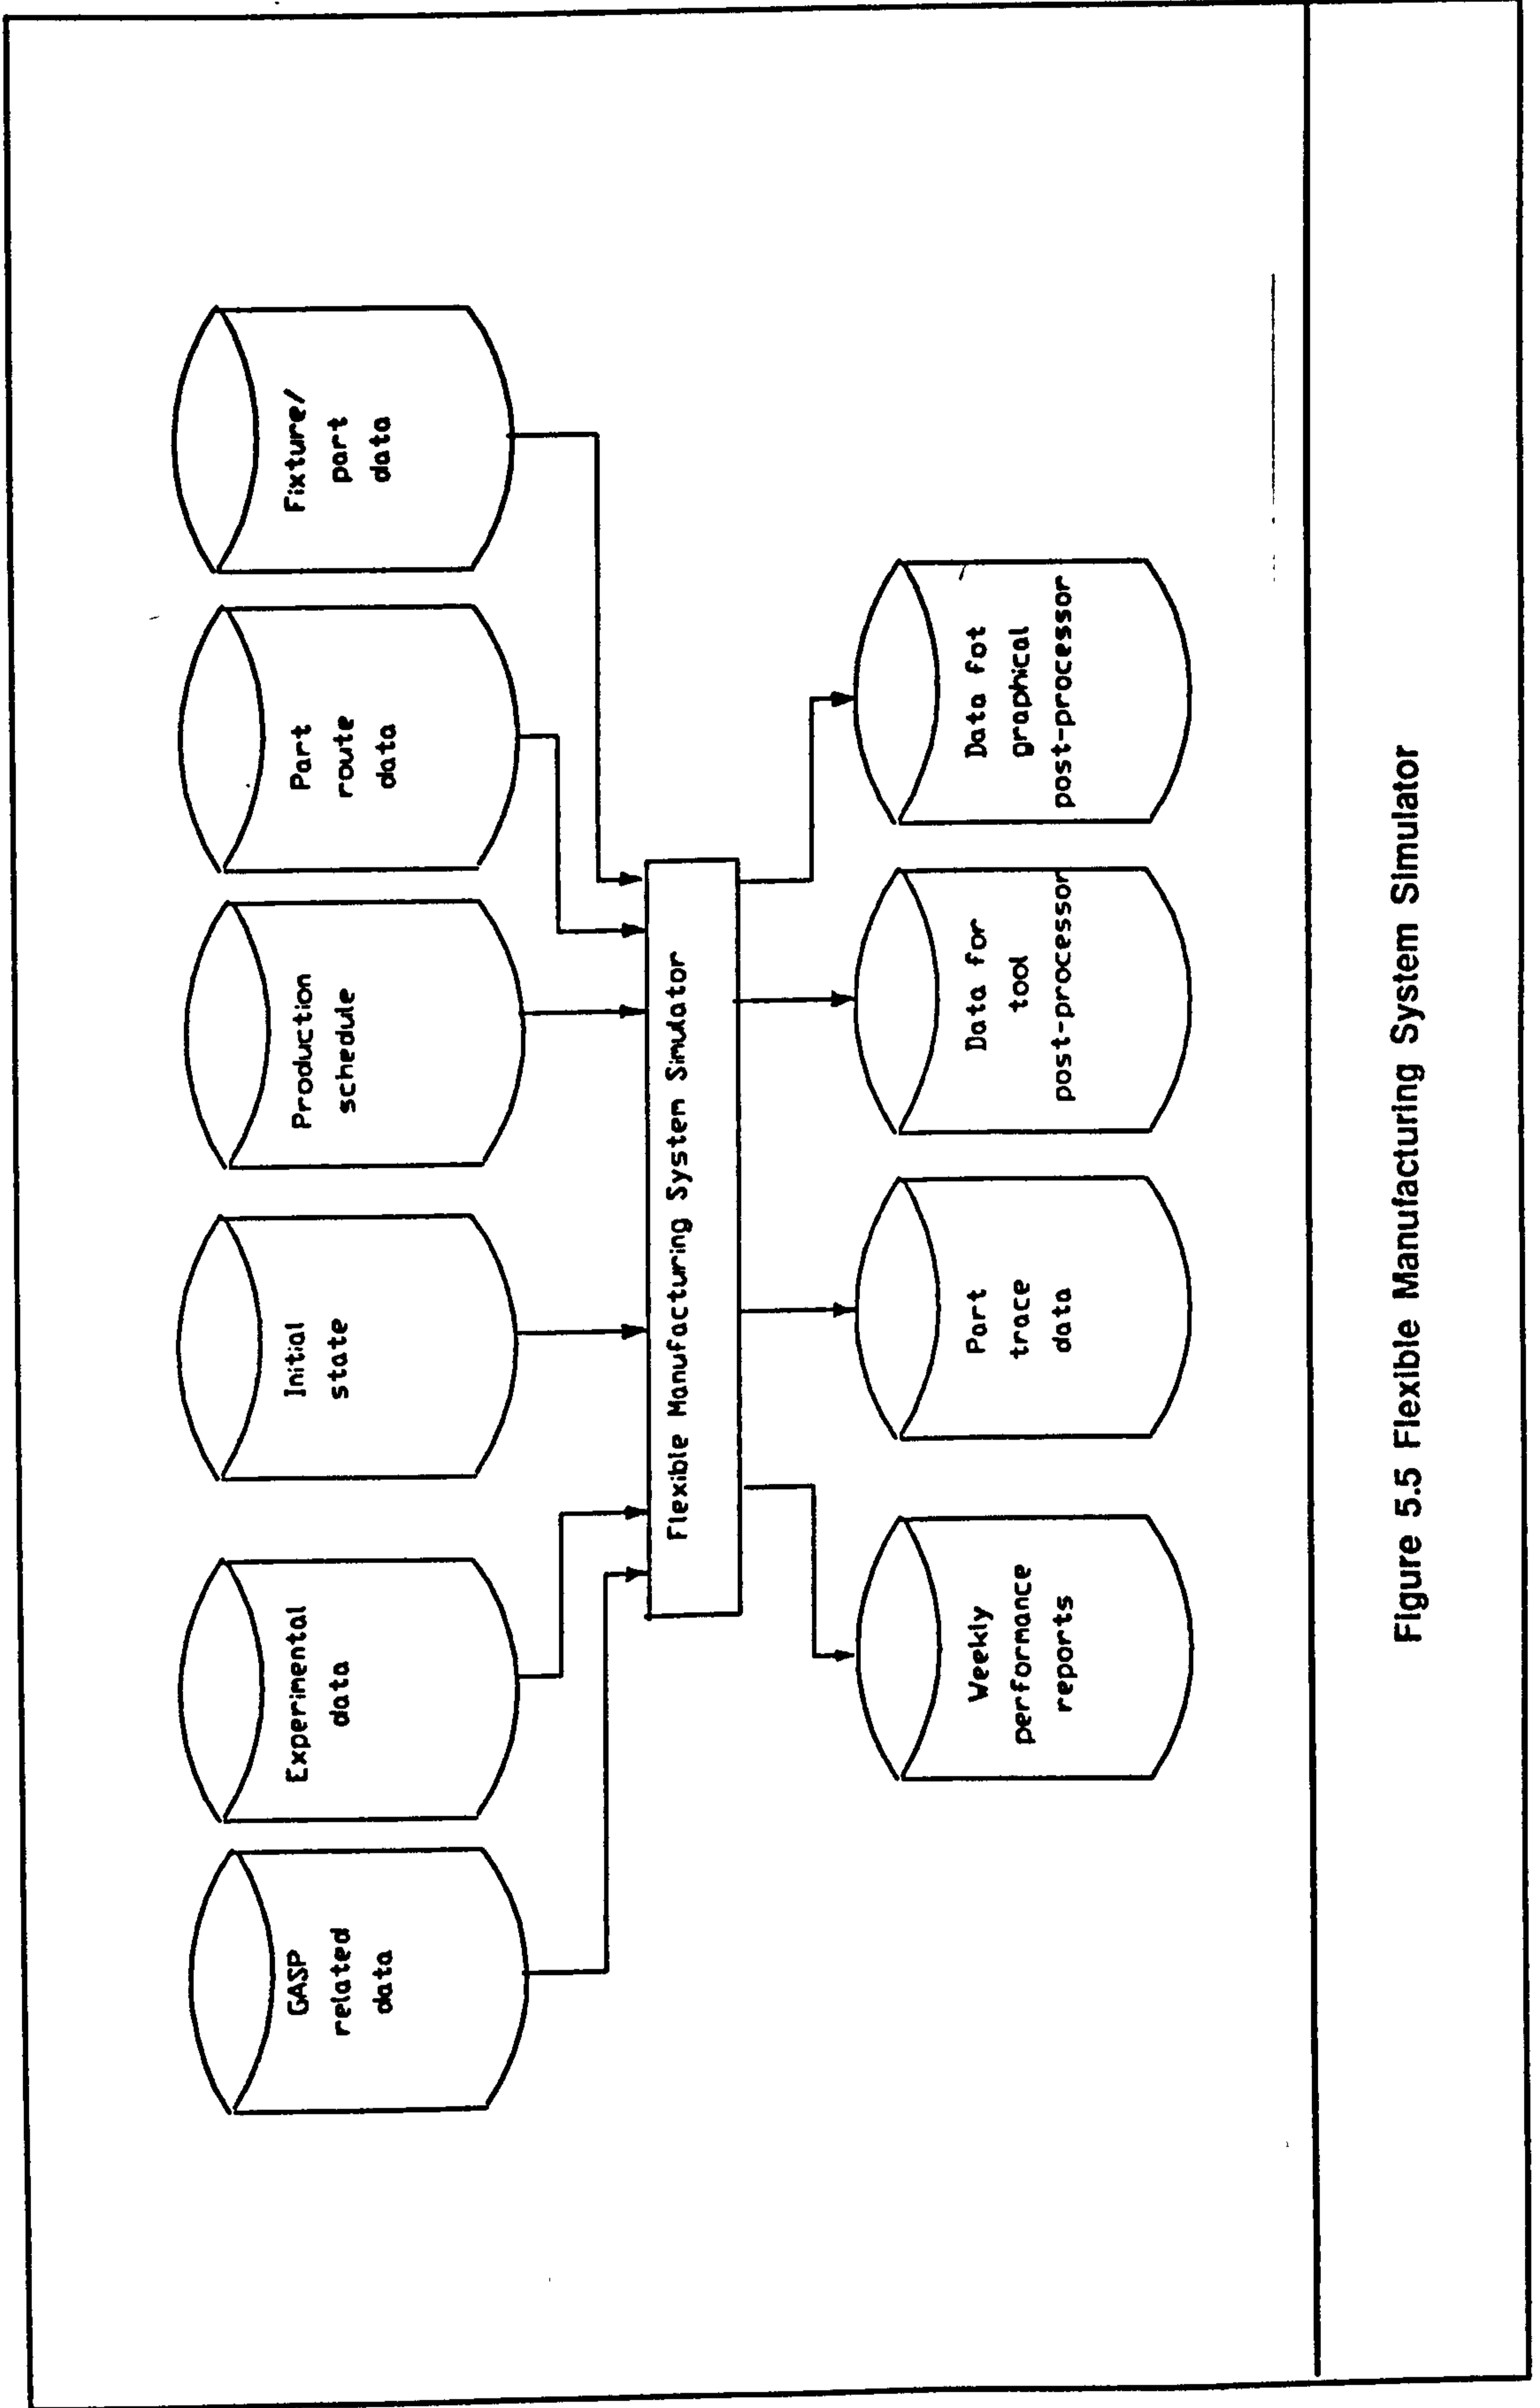 GASP
related
data
Experimental
data
Initial
state
Production
schedule
Part
route
data
Fixture/
part
data
Flexible Manufacturing System Simulator
Weekly
performance
reports
Part
trace
data
Data for
tool
post-processor
Data fot
graphical
post-processor
Figure 5.5 Flexible Manufacturing System Simulator